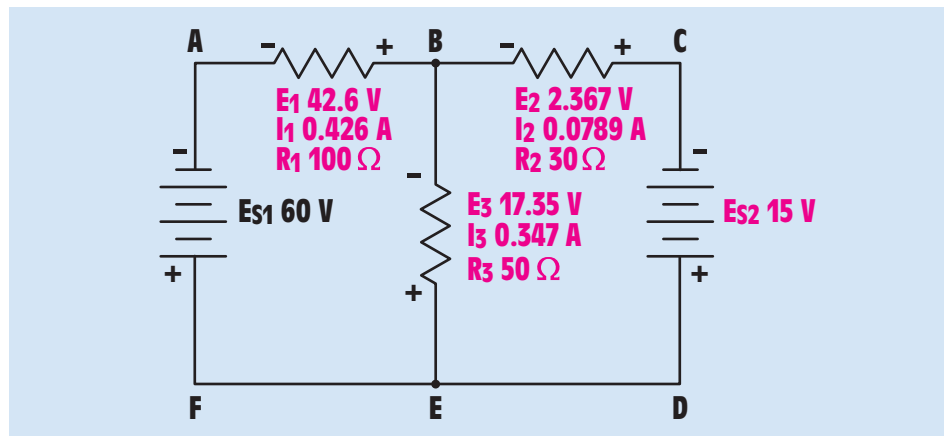 A - + B - + C
E1 42.6 V
I1 0.426 A
R1 100 Ω
E2 2.367 V
I2 0.0789 A
R2 30 Ω
- - -
ES1 60 V
E3 17.35 V
I3 0.347 A
R3 50 Ω
ES2 15 V
+ + +
F E D